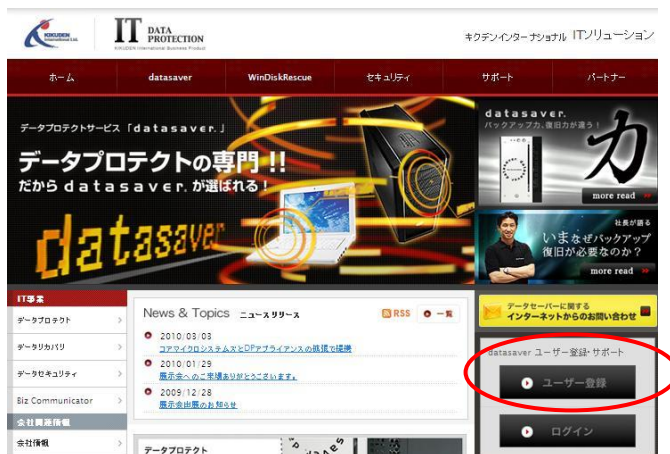 KIKUDEN
International Ltd.
IT DATA
PROTECTION
KIKUDEN International Business Product
キクデンインターナショナル ITソリューション
ホーム
datasaver
WinDiskRescue
セキュリティ
サポート
パートナー
データプロテクトサービス 「datasaver.」
データプロテクトの専門!!
だから datasaver. が選ばれる!
datasaver
datasaver.
バックアップ力、復旧力が違う!
力
more read
社長が語る
いまなぜバックアップ
復旧が必要なのか?
more read
IT事業
データプロテクト
データリカバリ
データセキュリティ
Biz Communicator
会社関連情報
会社情報
News & Topics ニュースリリース
RSS
一覧
2010/03/03
コアマイクロシステムズとDPアプライアンスの拡販で提携
2010/01/29
展示会へのご来場ありがとうございます。
2009/12/28
展示会出展のお知らせ
データプロテクト
データセーバーに関する
インターネットからのお問い合わせ
datasaver ユーザー登録・サポート
ユーザー登録
ログイン